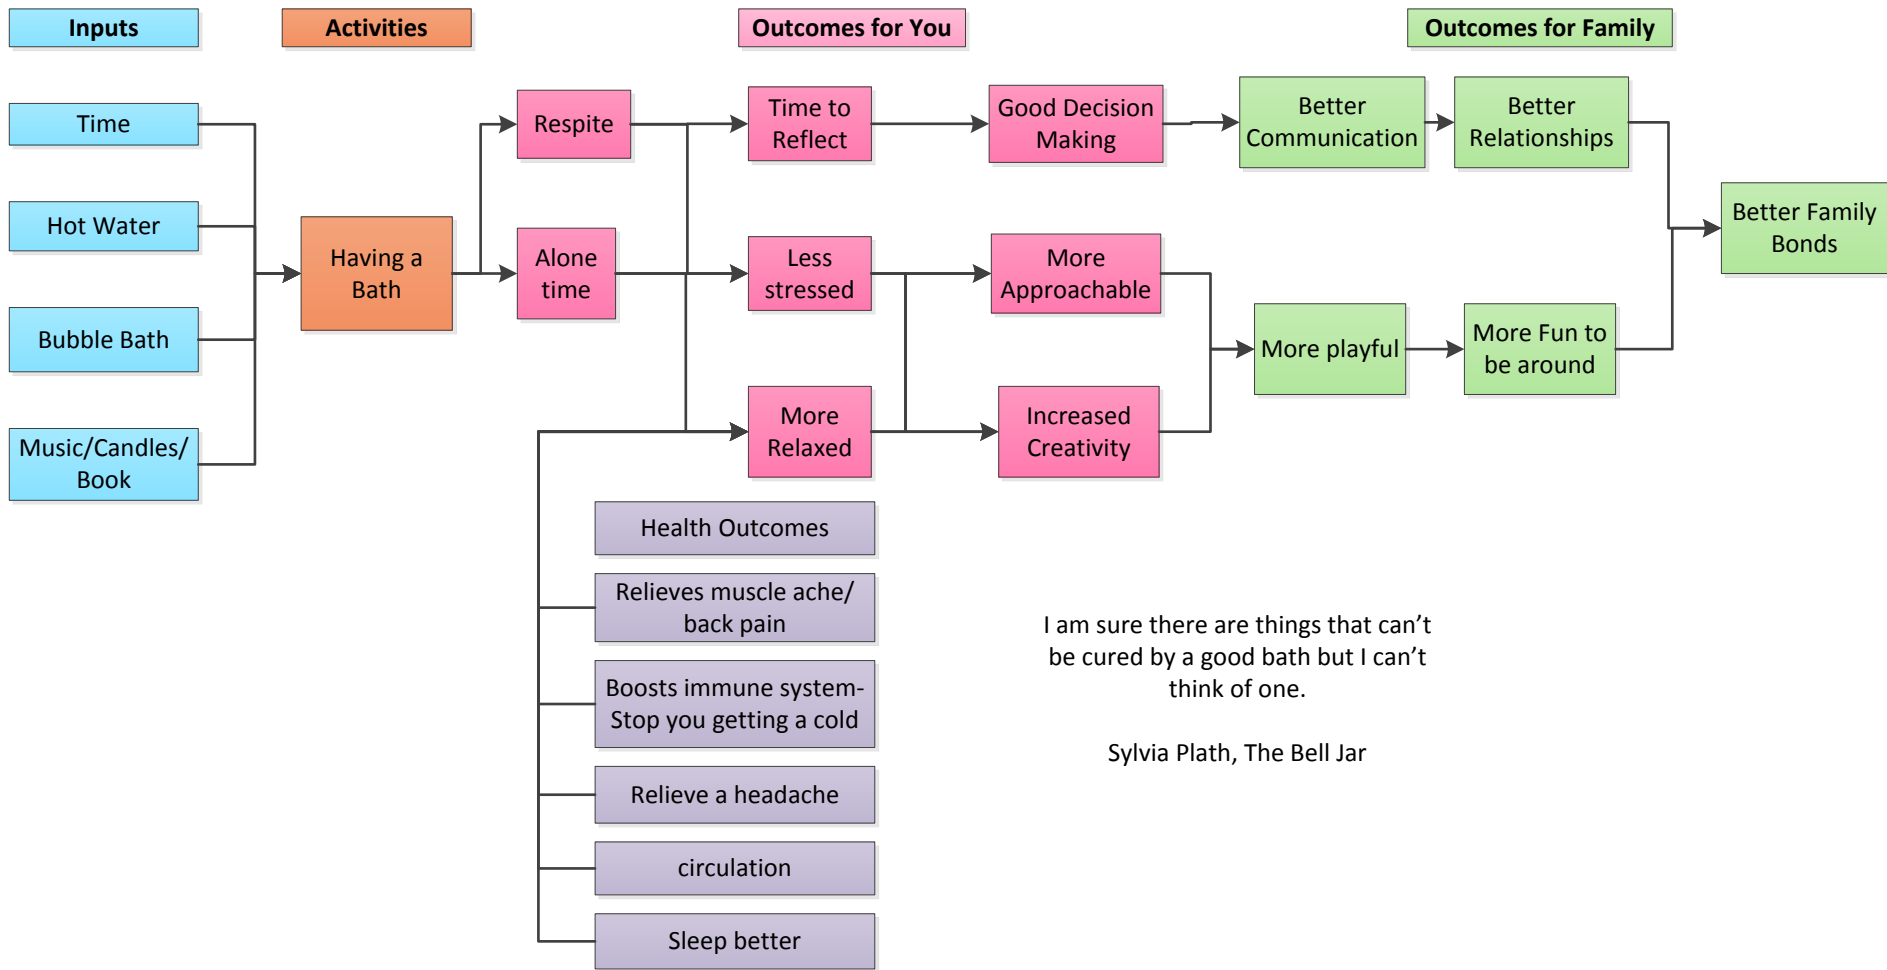 Inputs
Activities
Outcomes for You
Outcomes for Family
Time
Hot Water
Bubble Bath
Music/Candles/
Book
Having a
Bath
Respite
Alone
time
Time to
Reflect
Less
stressed
More
Relaxed
Good Decision
Making
More
Approachable
Increased
Creativity
Better
Communication
Better
Relationships
More playful
More Fun to
be around
Better Family
Bonds
Health Outcomes
Relieves muscle ache/
back pain
Boosts immune system-
Stop you getting a cold
Relieve a headache
circulation
Sleep better
I am sure there are things that can’t
be cured by a good bath but I can’t
think of one.
Sylvia Plath, The Bell Jar